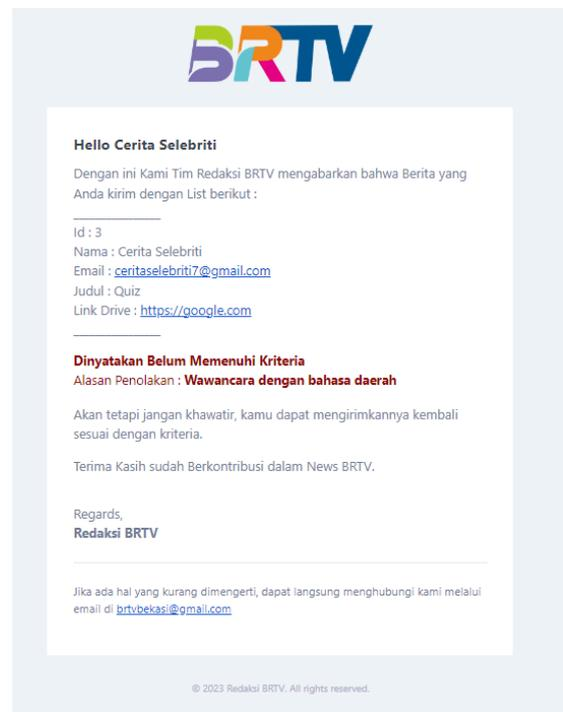 BRTV
Hello Cerita Selebriti
Dengan ini Kami Tim Redaksi BRTV mengabarkan bahwa Berita yang
Anda kirim dengan List berikut :
_______________
Id : 3
Nama : Cerita Selebriti
Email : ceritaselebriti7@gmail.com
Judul : Quiz
Link Drive : https://google.com
_______________
Dinyatakan Belum Memenuhi Kriteria
Alasan Penolakan : Wawancara dengan bahasa daerah
Akan tetapi jangan khawatir, kamu dapat mengirimkannya kembali
sesuai dengan kriteria.
Terima Kasih sudah Berkontribusi dalam News BRTV.
Regards,
Redaksi BRTV
Jika ada hal yang kurang dimengerti, dapat langsung menghubungi kami melalui
email di brtvbekasi@gmail.com
© 2023 Redaksi BRTV. All rights reserved.